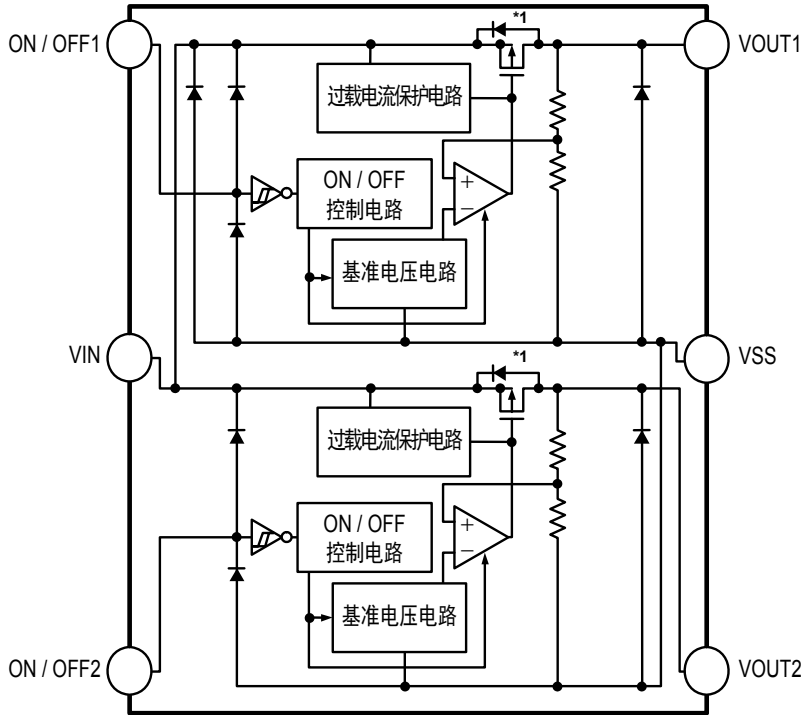 ON / OFF1
*1
VOUT1
过载电流保护电路
ON / OFF
控制电路
+
−
基准电压电路
VIN
*1
VSS
过载电流保护电路
ON / OFF
控制电路
+
−
基准电压电路
ON / OFF2
VOUT2